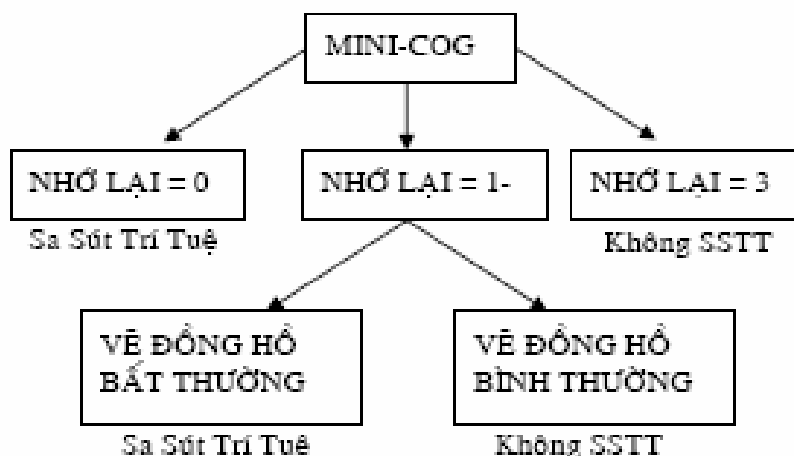 MINI-COG
NHỚ LẠI = 0
NHỚ LẠI = 1-
NHỚ LẠI = 3
Sa Sút Trí Tuệ
Không SSTT
VẼ ĐỒNG HỒ
BẤT THƯỜNG
VẼ ĐỒNG HỒ
BÌNH THƯỜNG
Sa Sút Trí Tuệ
Không SSTT